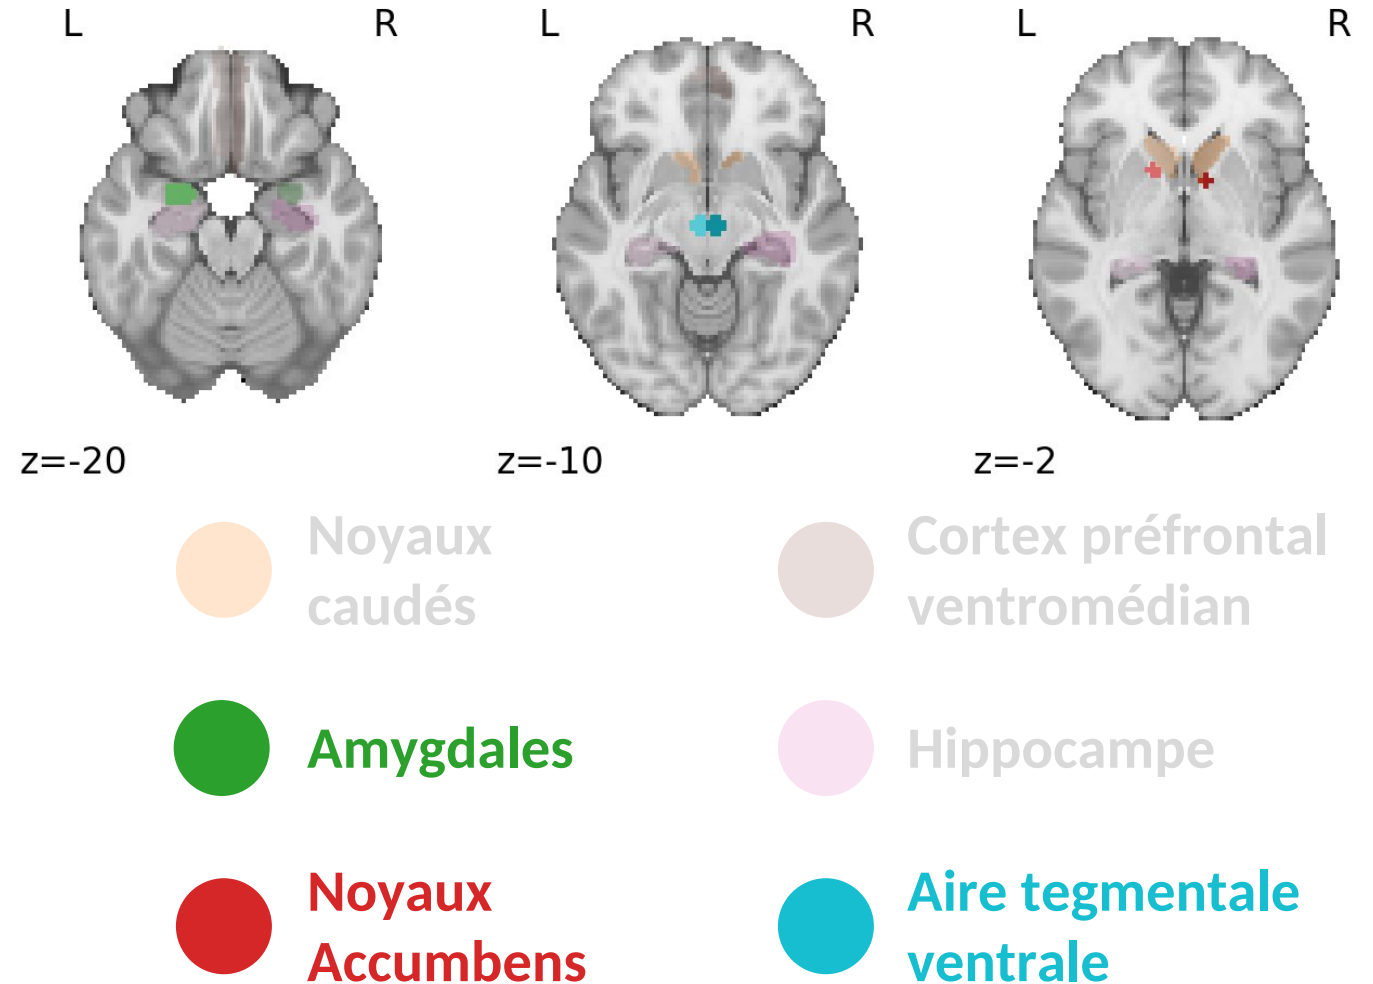 L R L R L R
z=-20 z=-10 z=-2
Noyaux
caudés
Cortex préfrontal
ventromédian
Amygdales
Hippocampe
Noyaux
Accumbens
Aire tegmentale
ventrale